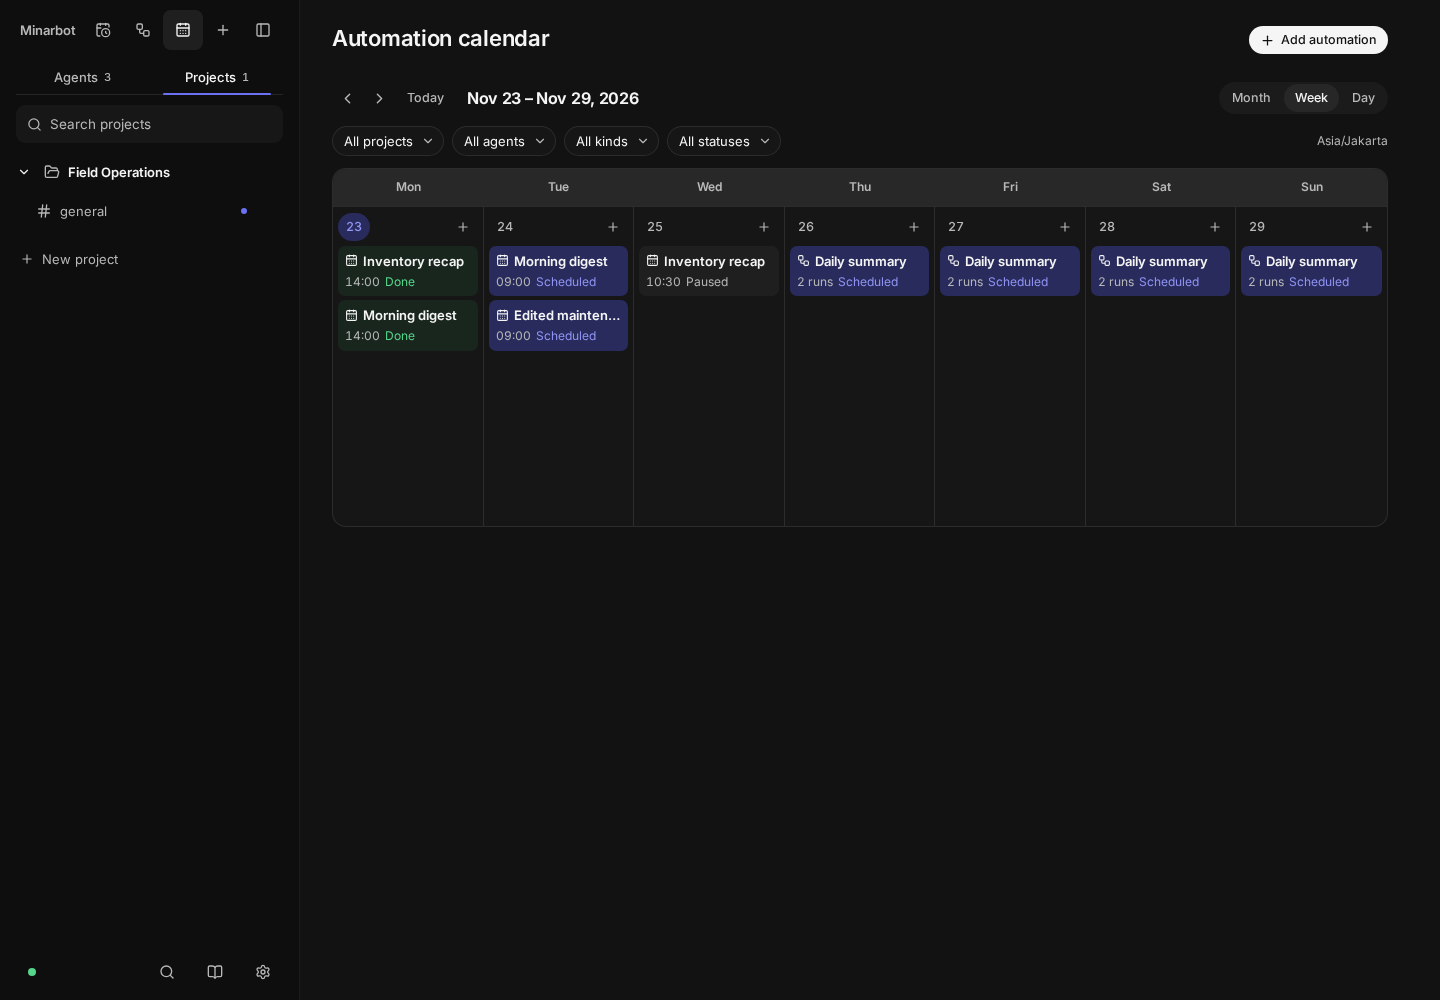 Minarbot
Agents 3
Projects 1
Search projects
Field Operations
general
New project
Automation calendar
Add automation
Today
Nov 23 – Nov 29, 2026
Month
Week
Day
All projects
All agents
All kinds
All statuses
Asia/Jakarta
Mon
Tue
Wed
Thu
Fri
Sat
Sun
23
Inventory recap
14:00 Done
Morning digest
14:00 Done
24
Morning digest
09:00 Scheduled
Edited mainten...
09:00 Scheduled
25
Inventory recap
10:30 Paused
26
Daily summary
2 runs Scheduled
27
Daily summary
2 runs Scheduled
28
Daily summary
2 runs Scheduled
29
Daily summary
2 runs Scheduled